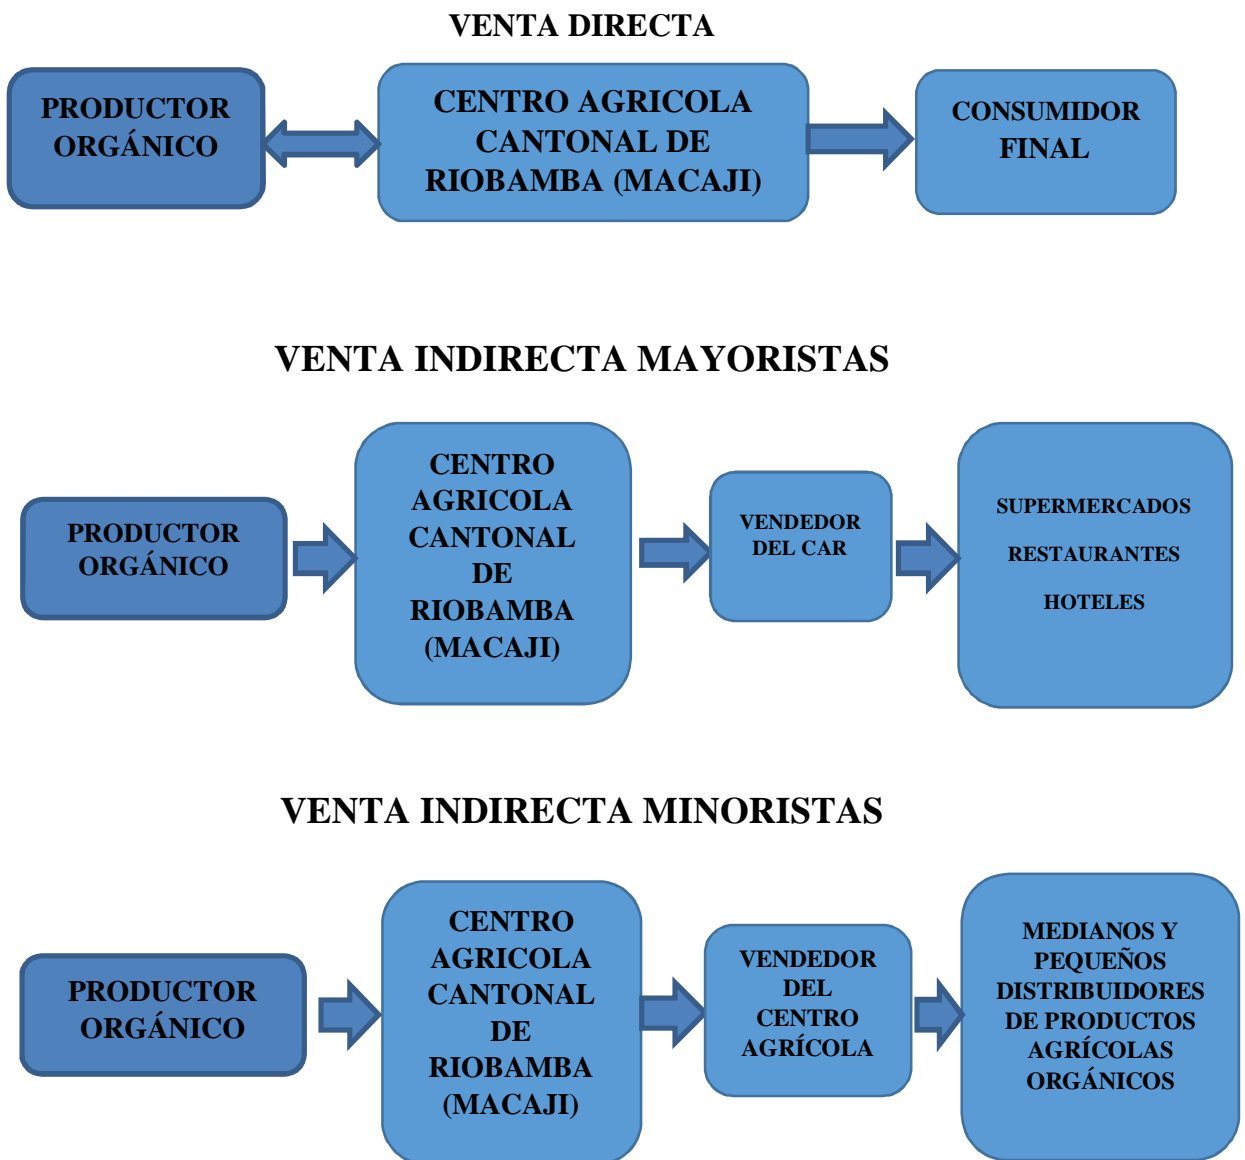 VENTA DIRECTA
PRODUCTOR
ORGÁNICO
CENTRO AGRICOLA
CANTONAL DE
RIOBAMBA (MACAJI)
CONSUMIDOR
FINAL
VENTA INDIRECTA MAYORISTAS
PRODUCTOR
ORGÁNICO
CENTRO
AGRICOLA
CANTONAL
DE
RIOBAMBA
(MACAJI)
VENDEDOR
DEL CAR
SUPERMERCADOS
RESTAURANTES
HOTELES
VENTA INDIRECTA MINORISTAS
PRODUCTOR
ORGÁNICO
CENTRO
AGRICOLA
CANTONAL
DE
RIOBAMBA
(MACAJI)
VENDEDOR
DEL
CENTRO
AGRÍCOLA
MEDIANOS Y
PEQUEÑOS
DISTRIBUIDORES
DE PRODUCTOS
AGRÍCOLAS
ORGÁNICOS